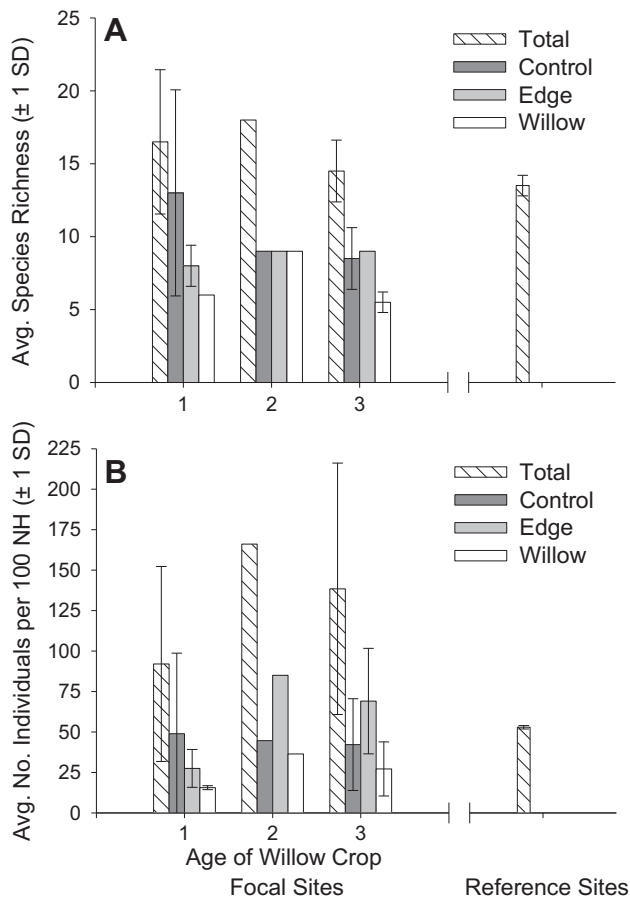 A
Avg. Species Richness (± 1 SD)
25
20
15
10
5
0
Total
Control
Edge
Willow
1 2 3
B
Avg. No. Individuals per 100 NH (± 1 SD)
225
200
175
150
125
100
75
50
25
0
Total
Control
Edge
Willow
1 2 3
Age of Willow Crop
Focal Sites Reference Sites